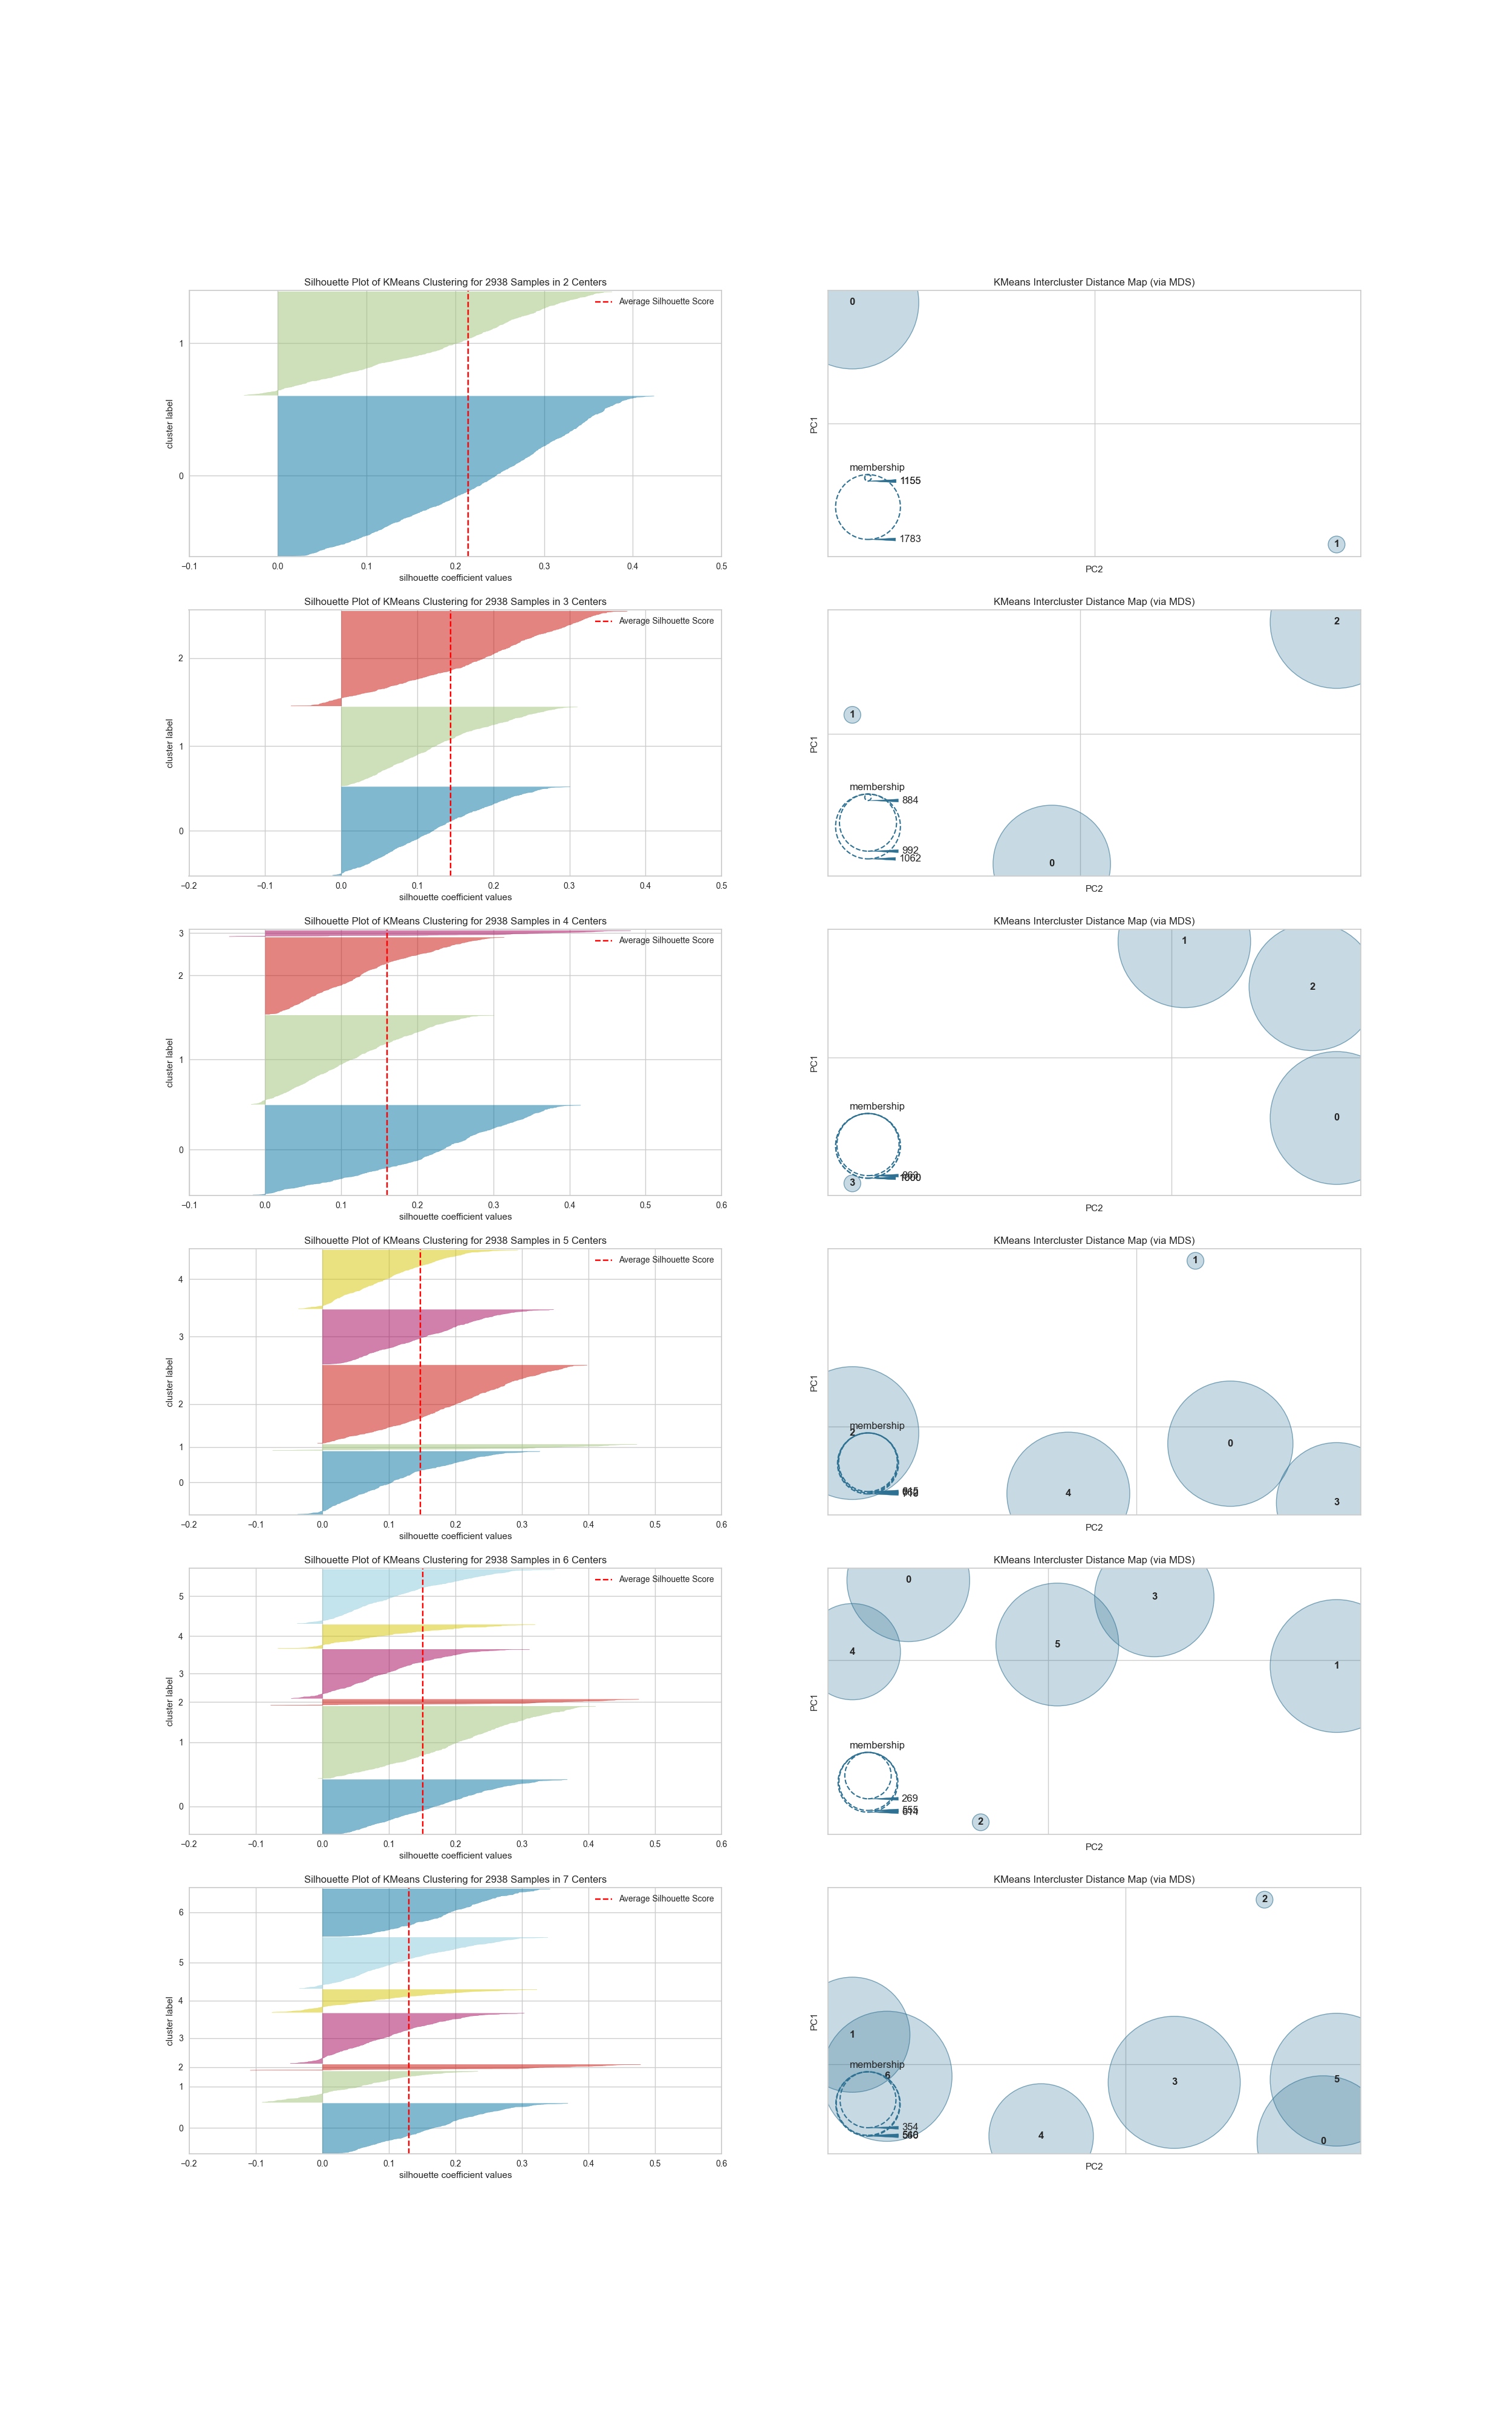 Silhouette Plot of KMeans Clustering for 2938 Samples in 2 Centers
Average Silhouette Score
1
0
cluster label
−0.1 0.0 0.1 0.2 0.3 0.4 0.5
silhouette coefficient values
KMeans Intercluster Distance Map (via MDS)
0
PC1
membership
1155
1783
1
PC2
Silhouette Plot of KMeans Clustering for 2938 Samples in 3 Centers
Average Silhouette Score
2
1
0
cluster label
−0.2 −0.1 0.0 0.1 0.2 0.3 0.4 0.5
silhouette coefficient values
KMeans Intercluster Distance Map (via MDS)
2
1
PC1
membership
884
992
1062
0
PC2
Silhouette Plot of KMeans Clustering for 2938 Samples in 4 Centers
Average Silhouette Score
3
2
1
0
cluster label
−0.1 0.0 0.1 0.2 0.3 0.4 0.5 0.6
silhouette coefficient values
KMeans Intercluster Distance Map (via MDS)
1
2
PC1
membership
0
3
PC2
Silhouette Plot of KMeans Clustering for 2938 Samples in 5 Centers
Average Silhouette Score
4
3
2
1
0
cluster label
−0.2 −0.1 0.0 0.1 0.2 0.3 0.4 0.5 0.6
silhouette coefficient values
KMeans Intercluster Distance Map (via MDS)
1
PC1
membership
2
0
4
3
PC2
Silhouette Plot of KMeans Clustering for 2938 Samples in 6 Centers
Average Silhouette Score
5
4
3
2
1
0
cluster label
−0.2 −0.1 0.0 0.1 0.2 0.3 0.4 0.5 0.6
silhouette coefficient values
KMeans Intercluster Distance Map (via MDS)
0
3
5
4
1
PC1
membership
269
2
PC2
Silhouette Plot of KMeans Clustering for 2938 Samples in 7 Centers
Average Silhouette Score
6
5
4
3
2
1
0
cluster label
−0.2 −0.1 0.0 0.1 0.2 0.3 0.4 0.5 0.6
silhouette coefficient values
KMeans Intercluster Distance Map (via MDS)
2
PC1
1
membership
6
3
5
354
4
0
PC2